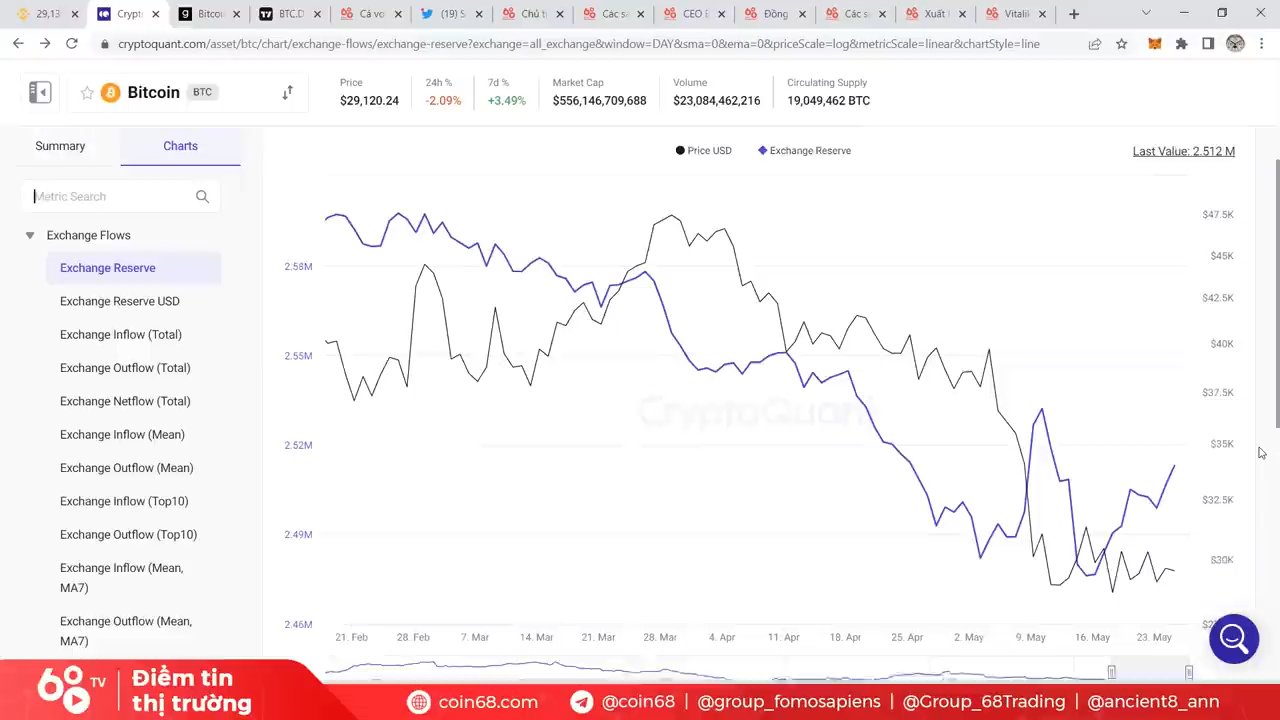 29,13
Crypto
Bitcoi
BTC.D
Cá vo
(19) S
Chủ t
Các se
CEO E
Đồng
Các sa
Xuất l
Vitalik
cryptoquant.com/asset/btc/chart/exchange-flows/exchange-reserve?exchange=all_exchange&window=DAY&sma=0&ema=0&priceScale=log&metricScale=linear&chartStyle=line
Bitcoin BTC
Price
$29,120.24
24h %
-2.09%
7d %
+3.49%
Market Cap
$556,146,709,688
Volume
$23,084,462,216
Circulating Supply
19,049,462 BTC
Summary
Charts
Metric Search
Exchange Flows
Exchange Reserve
Exchange Reserve USD
Exchange Inflow (Total)
Exchange Outflow (Total)
Exchange Netflow (Total)
Exchange Inflow (Mean)
Exchange Outflow (Mean)
Exchange Inflow (Top10)
Exchange Outflow (Top10)
Exchange Inflow (Mean,
MA7)
Exchange Outflow (Mean,
MA7)
Price USD
Exchange Reserve
Last Value: 2.512 M
2.58M
2.55M
2.52M
2.49M
2.46M
CryptoQuant
$47.5K
$45K
$42.5K
$40K
$37.5K
$35K
$32.5K
$30K
21. Feb
28. Feb
7. Mar
14. Mar
21. Mar
28. Mar
4. Apr
11. Apr
18. Apr
25. Apr
2. May
9. May
16. May
23. May
68 TV
Điểm tin
thị trường
coin68.com | @coin68 | @group_fomosapiens | @Group_68Trading | @ancient8_ann